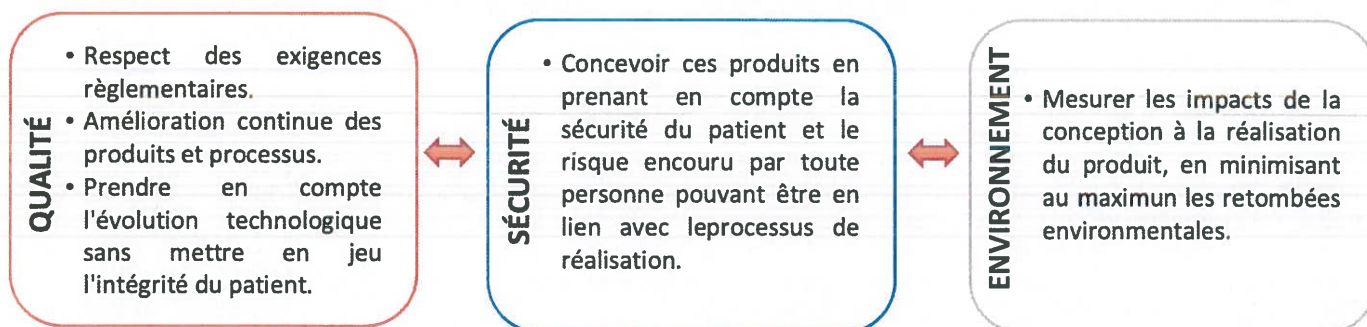 QUALITÉ
• Respect des exigences
règlementaires.
• Amélioration continue des
produits et processus.
• Prendre en compte
l'évolution technologique
sans mettre en jeu
l'intégrité du patient.
SÉCURITÉ
• Concevoir ces produits en
prenant en compte la
sécurité du patient et le
risque encouru par toute
personne pouvant être en
lien avec leprocessus de
réalisation.
ENVIRONNEMENT
• Mesurer les impacts de la
conception à la réalisation
du produit, en minimisant
au maximun les retombées
environmentales.